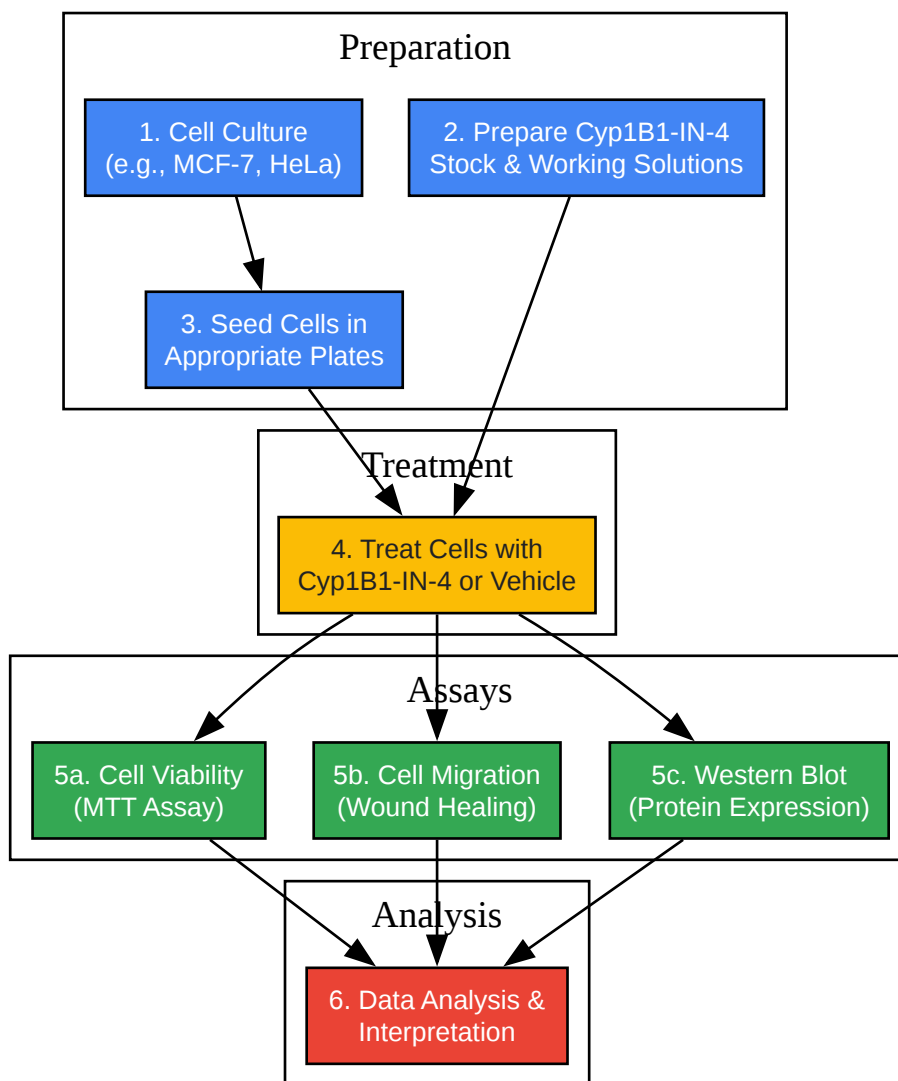 Preparation
1. Cell Culture
(e.g., MCF-7, HeLa)
2. Prepare Cyp1B1-IN-4
Stock & Working Solutions
3. Seed Cells in
Appropriate Plates
Treatment
4. Treat Cells with
Cyp1B1-IN-4 or Vehicle
Assays
5a. Cell Viability
(MTT Assay)
5b. Cell Migration
(Wound Healing)
5c. Western Blot
(Protein Expression)
Analysis
6. Data Analysis &
Interpretation